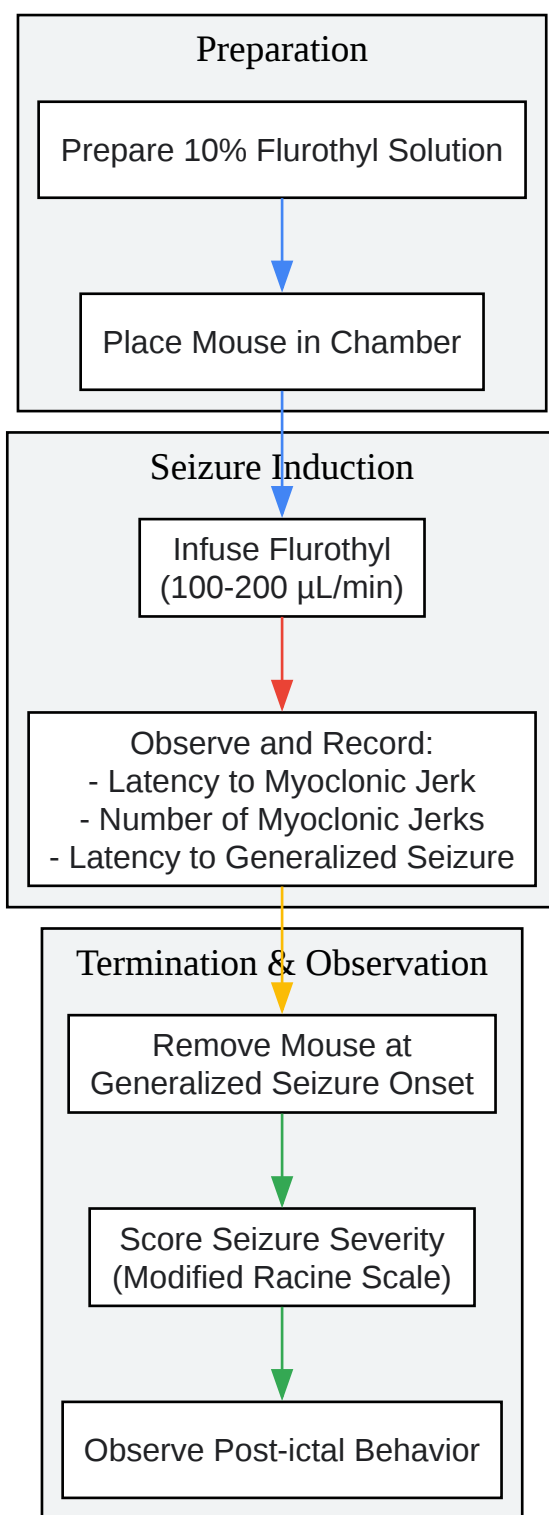 Preparation
Prepare 10% Flurothyl Solution
Place Mouse in Chamber
Seizure Induction
Infuse Flurothyl
(100-200 µL/min)
Observe and Record:
- Latency to Myoclonic Jerk
- Number of Myoclonic Jerks
- Latency to Generalized Seizure
Termination & Observation
Remove Mouse at
Generalized Seizure Onset
Score Seizure Severity
(Modified Racine Scale)
Observe Post-ictal Behavior